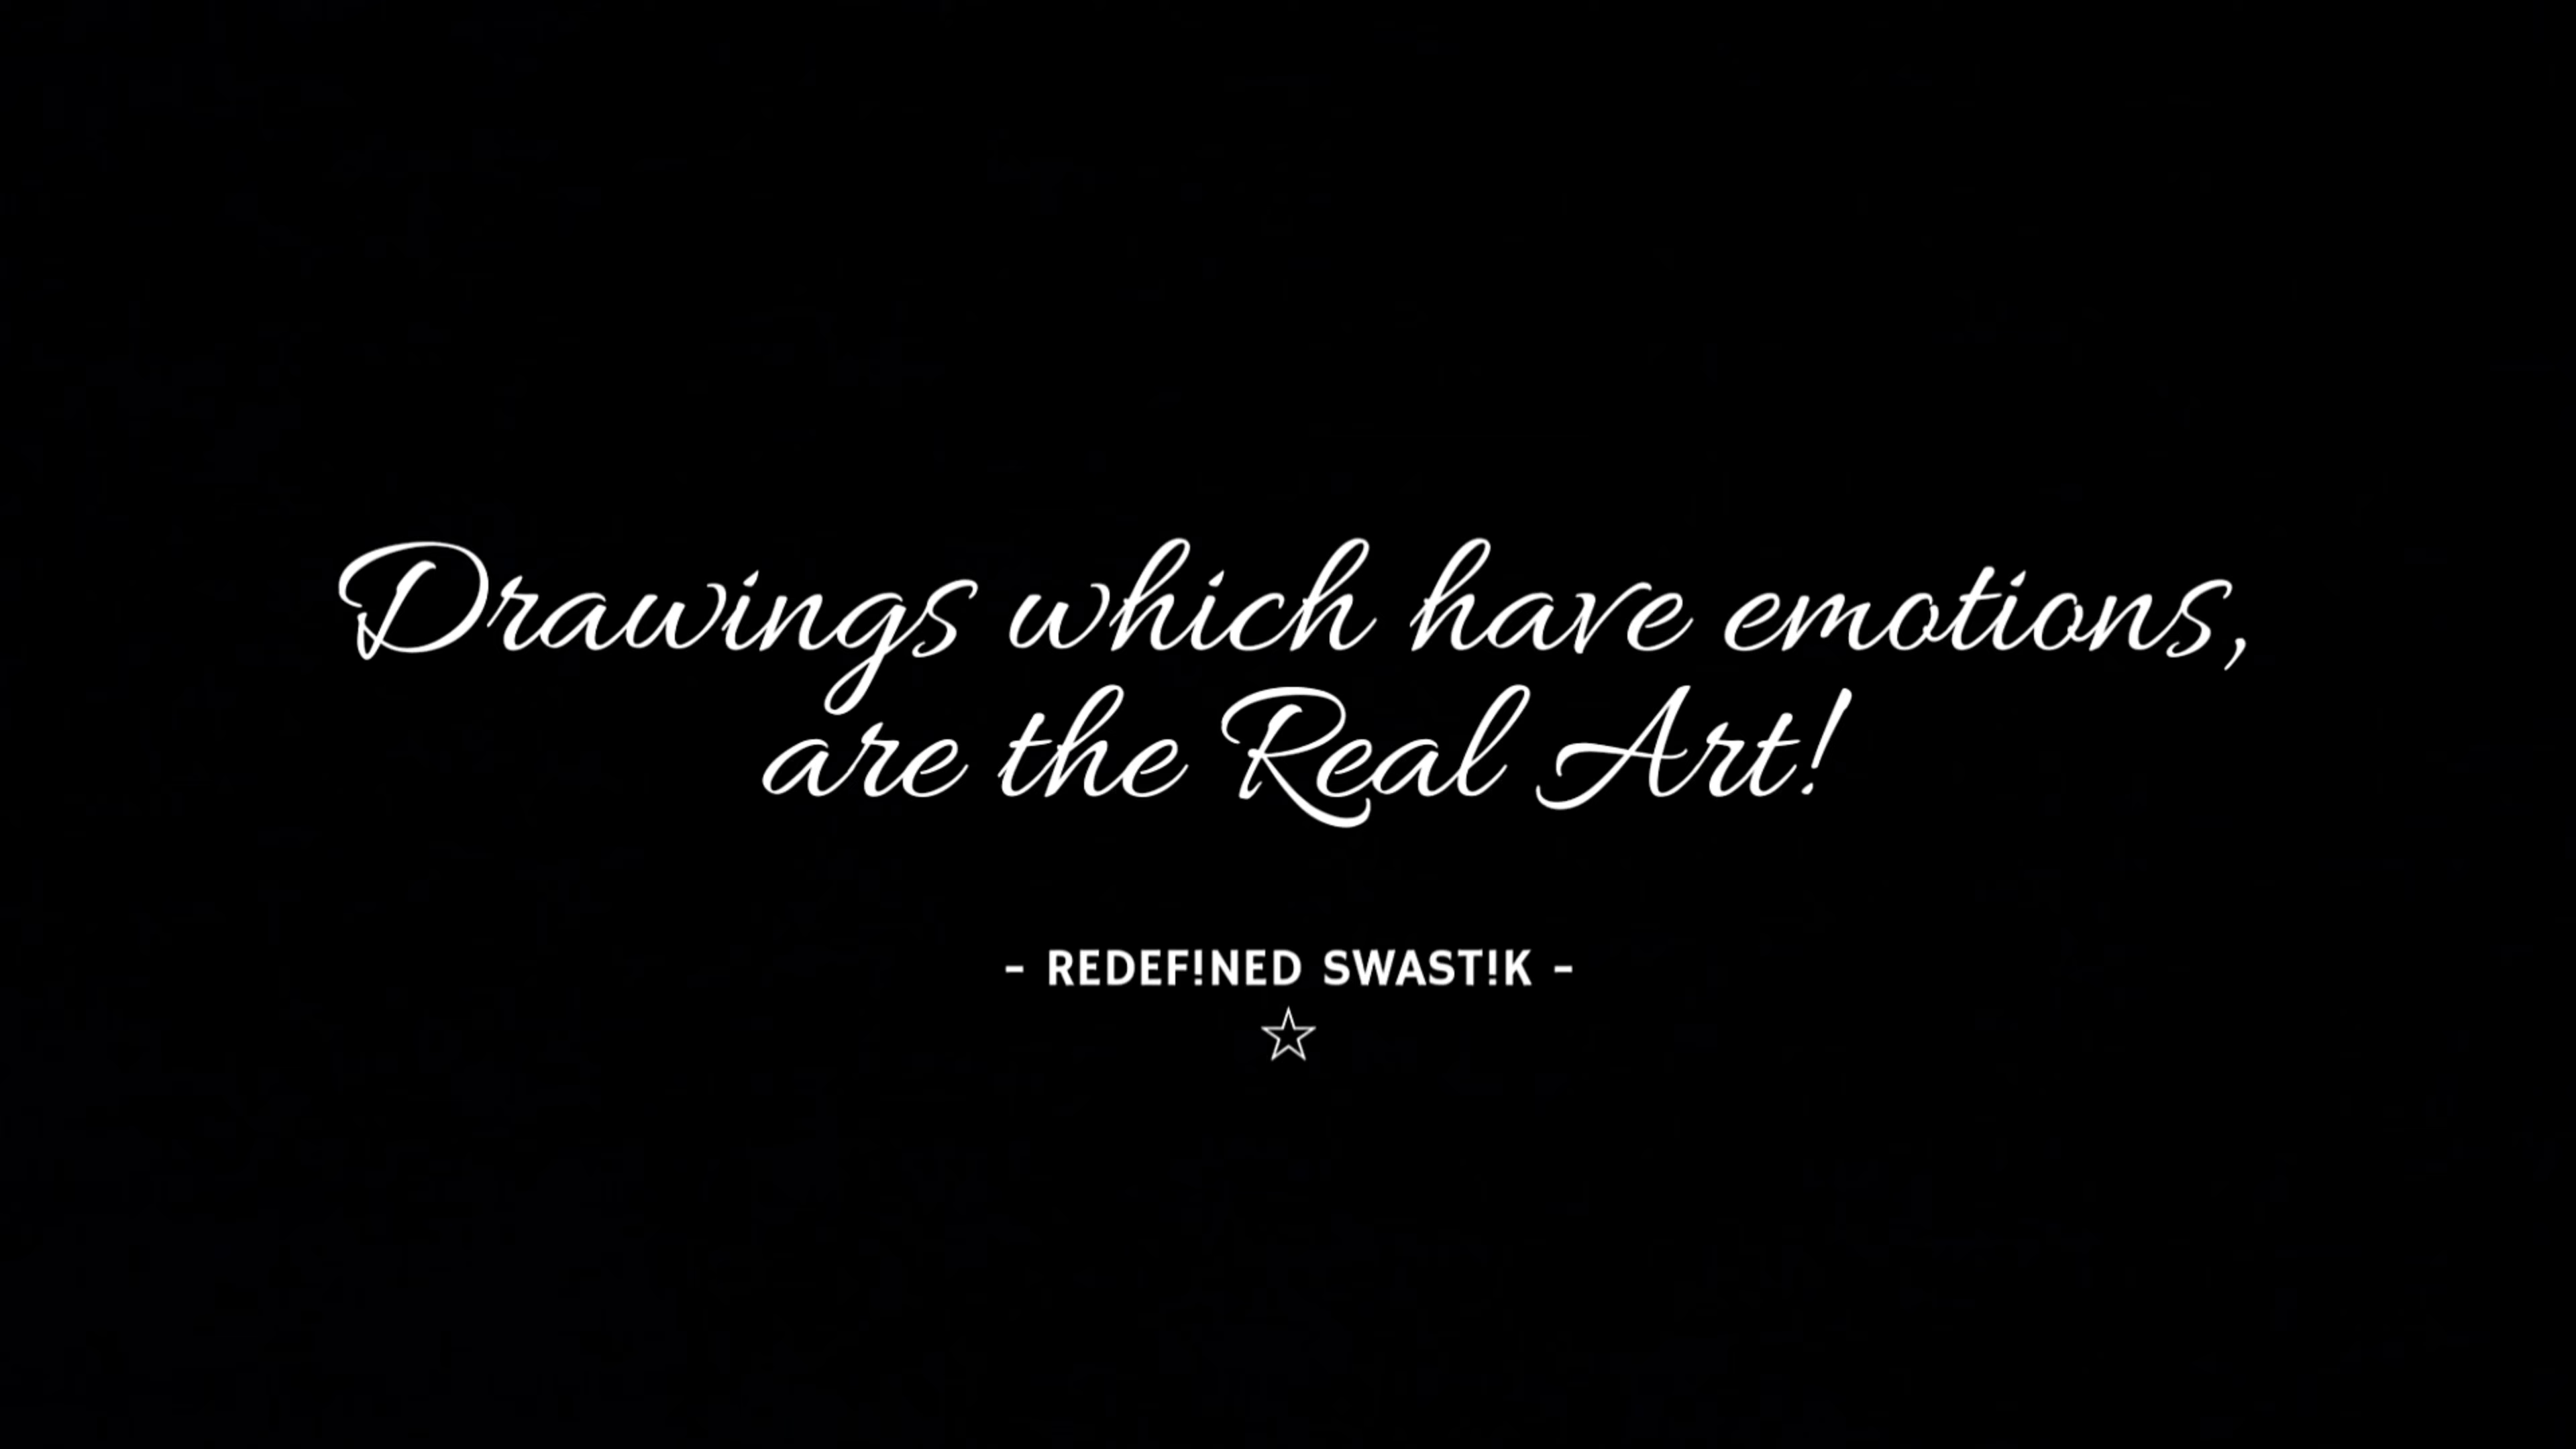 Drawings which have emotions,
are the Real Art!
- REDEF!NED SWAST!K -
☆